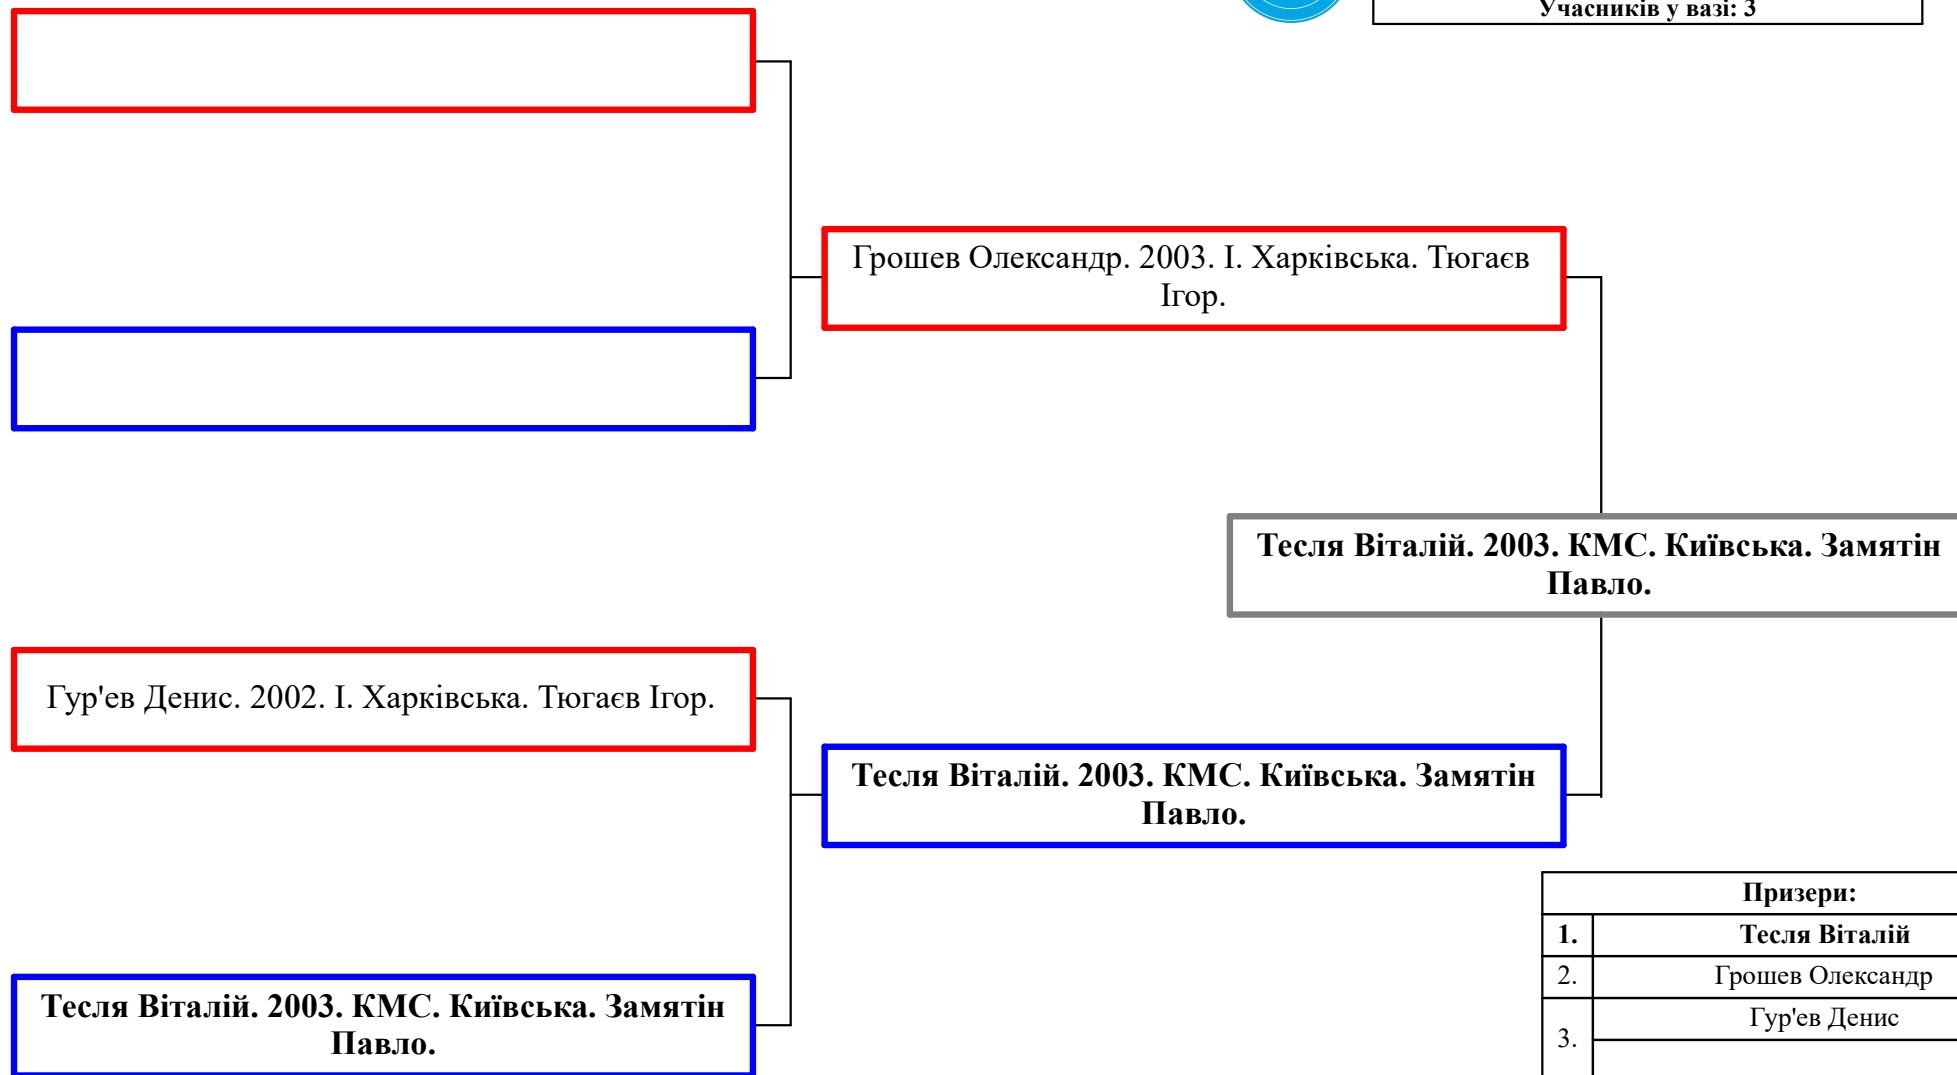 Учасників у вазі: 3
Грошев Олександр. 2003. І. Харківська. Тюгаєв
Ігор.
Тесля Віталій. 2003. КМС. Київська. Замятін
Павло.
Гур'ев Денис. 2002. І. Харківська. Тюгаєв Ігор.
Тесля Віталій. 2003. КМС. Київська. Замятін
Павло.
Тесля Віталій. 2003. КМС. Київська. Замятін
Павло.
Призери:
1. Тесля Віталій
2. Грошев Олександр
3. Гур'ев Денис